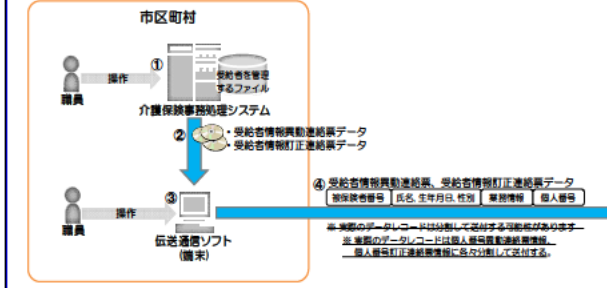 市区町村
①
職員
操作
受給者を管理
するファイル
介護保険事務処理システム
②
・受給者情報異動連絡票データ
・受給者情報訂正連絡票データ
③
職員
操作
伝送通信ソフト
(端末)
④ 受給者情報異動連絡票、受給者情報訂正連絡票データ
被保険者番号 氏名、生年月日、性別 業務情報 個人番号
※ 実際のデータレコードは分割して送付する可能性があります
※ 実際のデータレコードは個人番号異動連絡票情報、
個人番号訂正連絡票情報に各々分割して送付する。